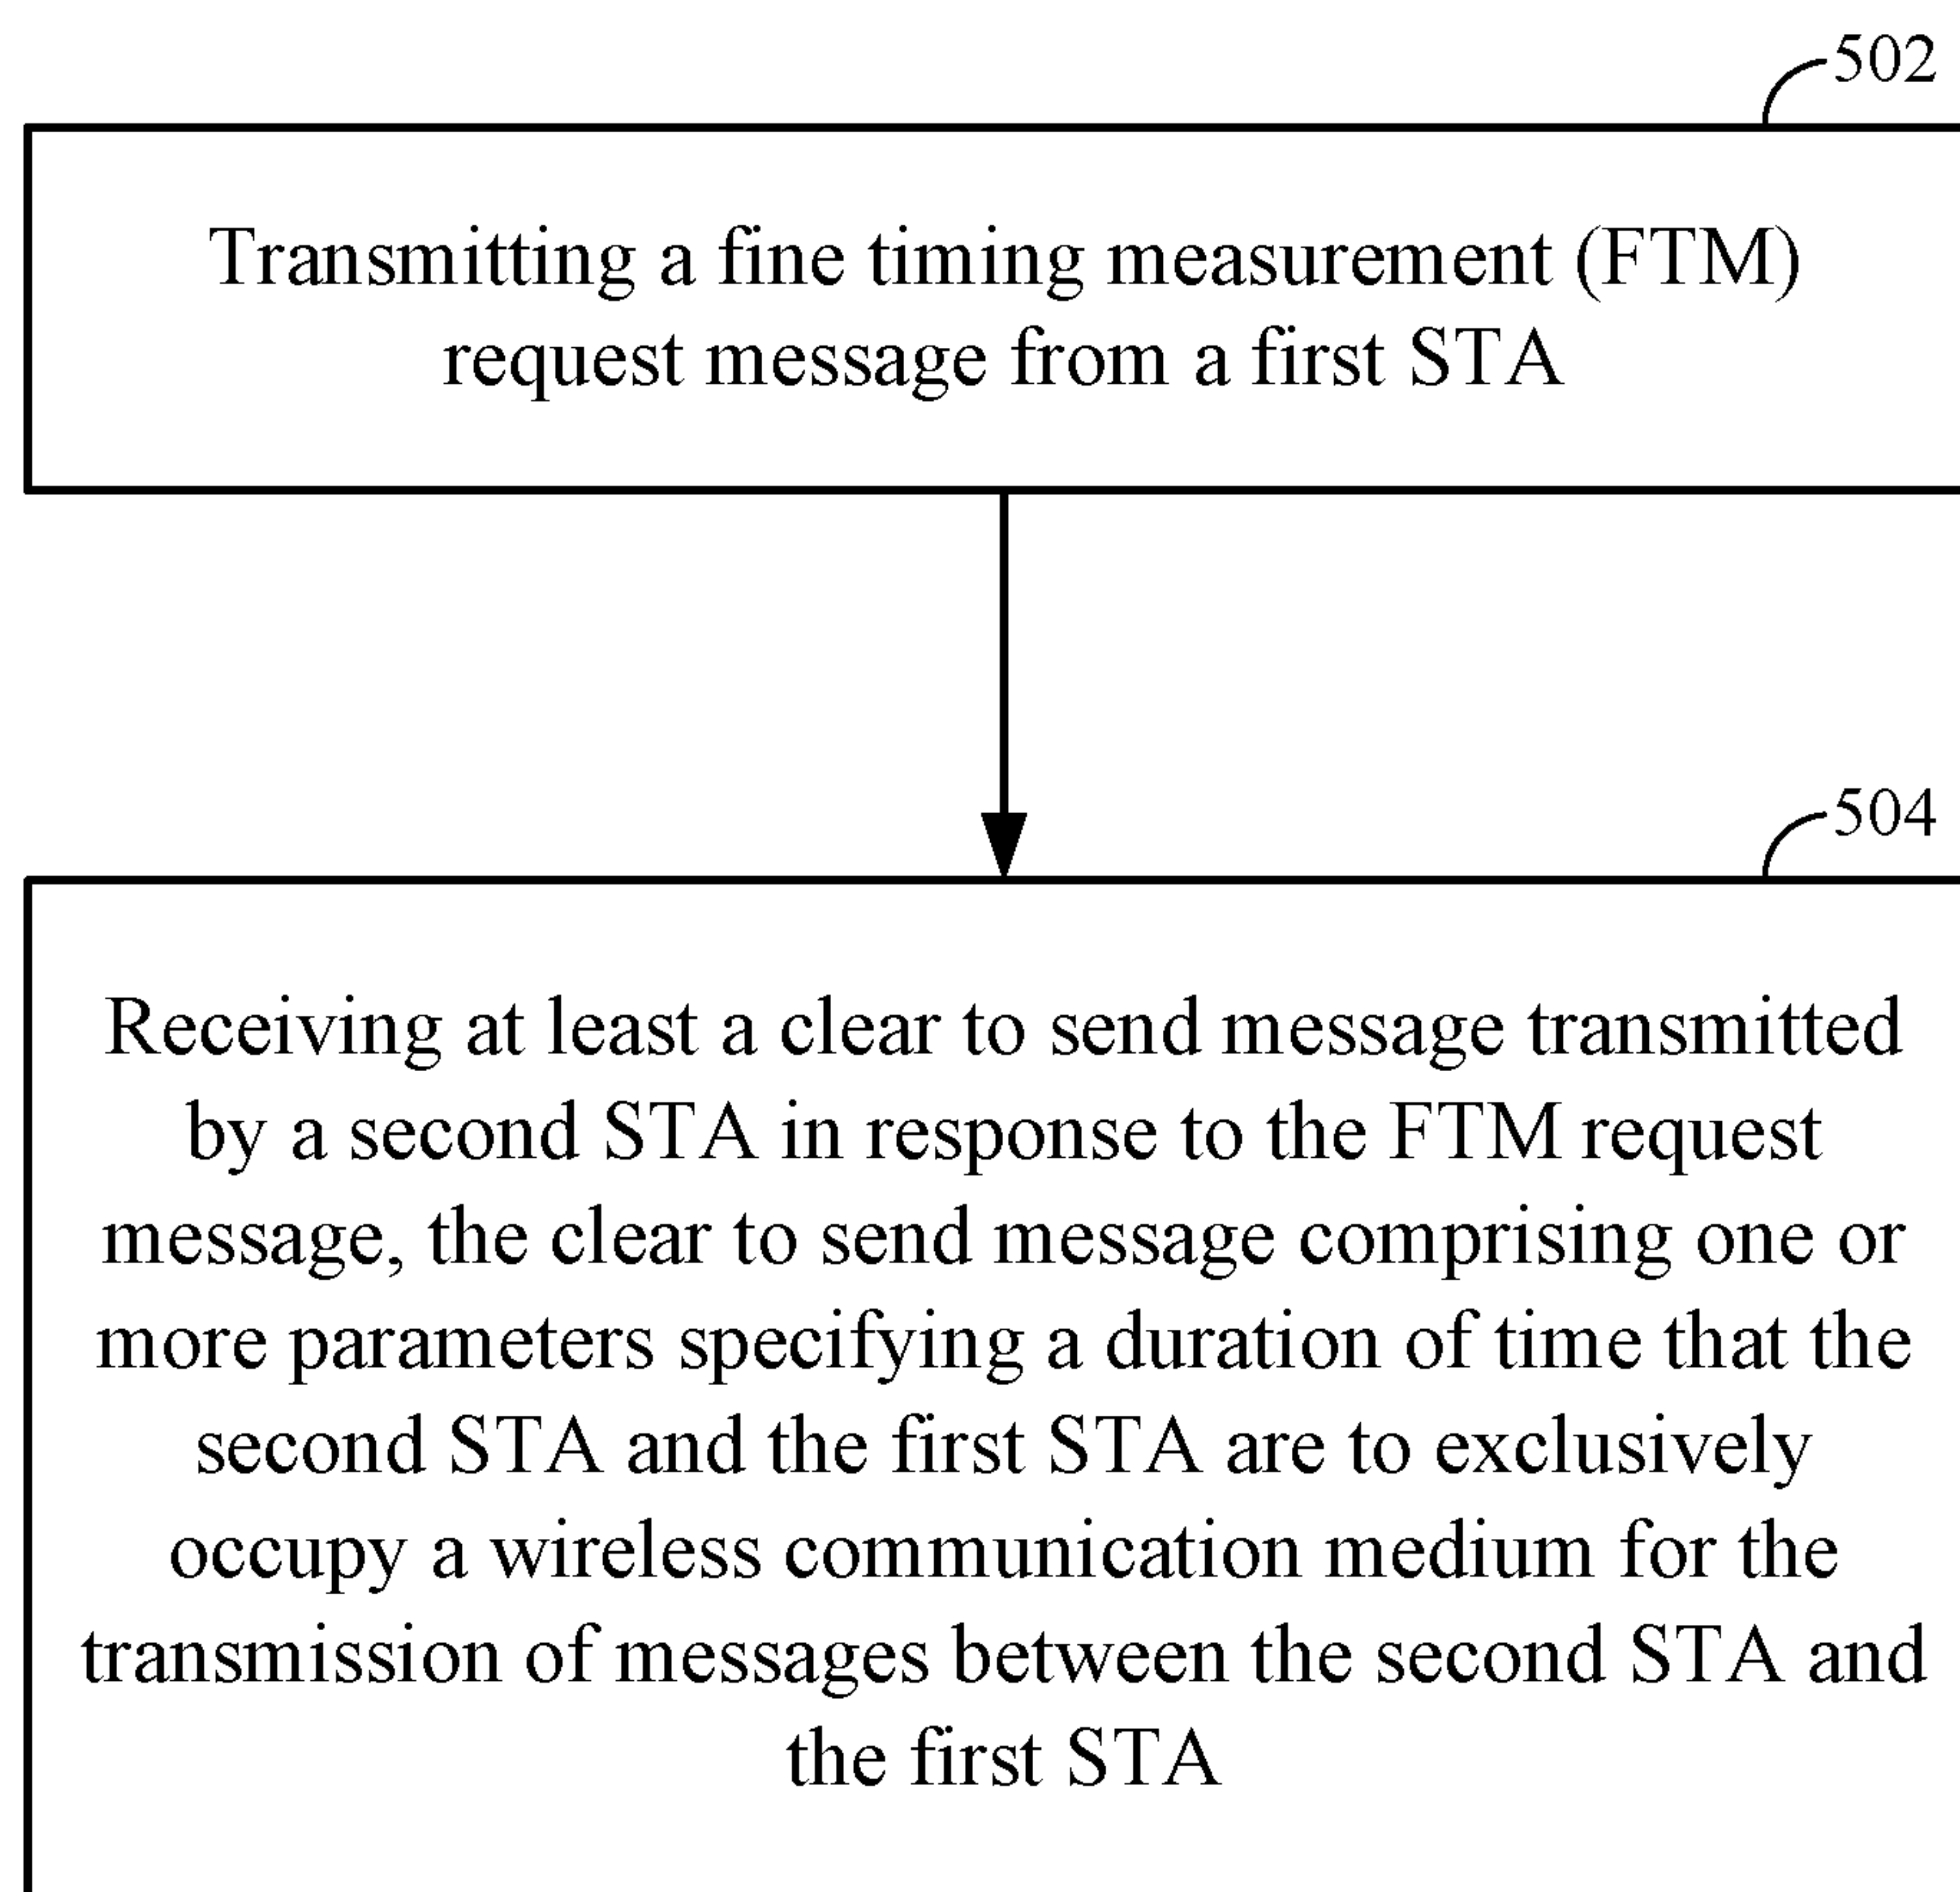 502
Transmitting a fine timing measurement (FTM)
request message from a first STA
504
Receiving at least a clear to send message transmitted
by a second STA in response to the FTM request
message, the clear to send message comprising one or
more parameters specifying a duration of time that the
second STA and the first STA are to exclusively
occupy a wireless communication medium for the
transmission of messages between the second STA and
the first STA